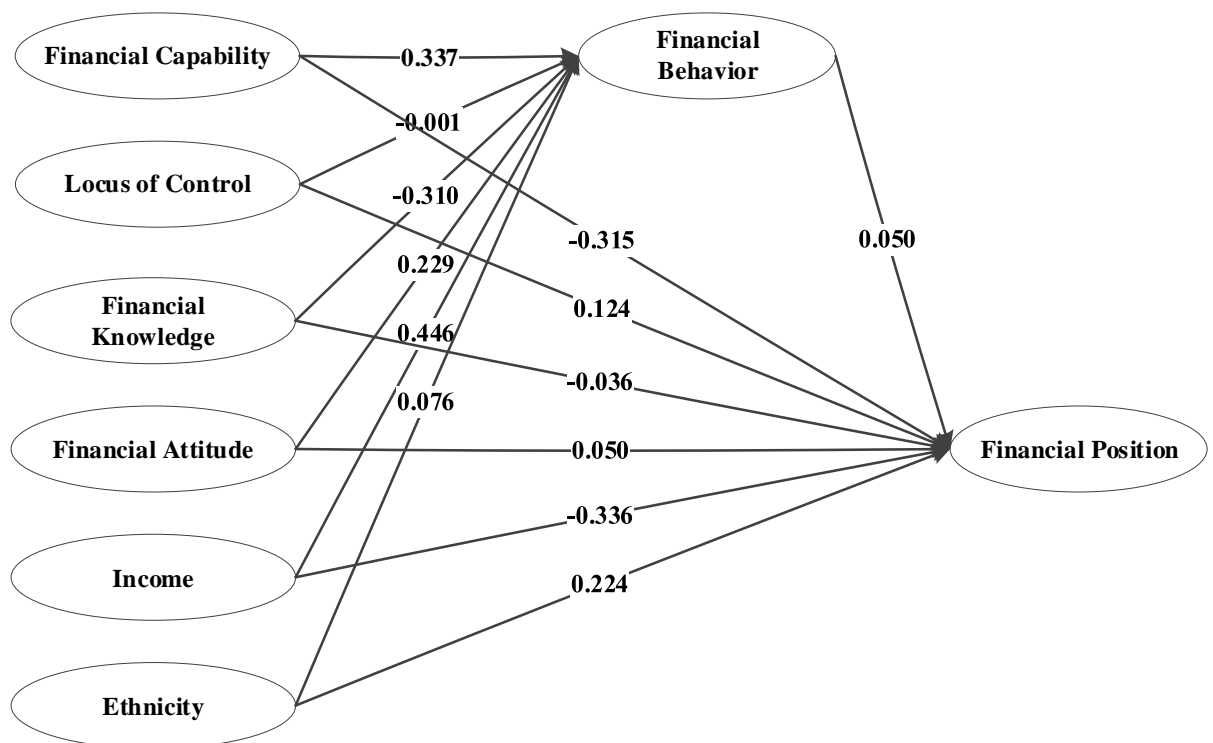 Financial Capability
Financial
Behavior
0.337
-0.001
Locus of Control
-0.310
-0.315
0.050
0.229
Financial
Knowledge
0.124
0.446
-0.036
0.076
Financial Attitude
0.050
Financial Position
-0.336
Income
0.224
Ethnicity